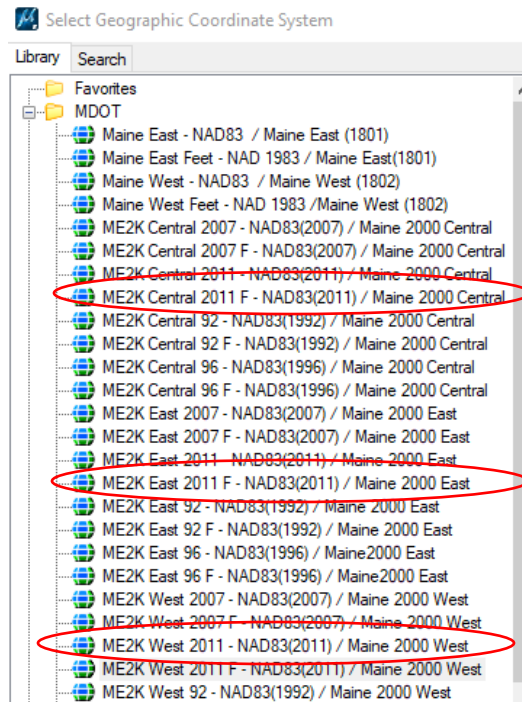 Select Geographic Coordinate System
Library Search
Favorites
MDOT
Maine East - NAD83 / Maine East (1801)
Maine East Feet - NAD 1983 / Maine East(1801)
Maine West - NAD83 / Maine West (1802)
Maine West Feet - NAD 1983 /Maine West (1802)
ME2K Central 2007 - NAD83(2007) / Maine 2000 Central
ME2K Central 2007 F - NAD83(2007) / Maine 2000 Central
ME2K Central 2011 - NAD83(2011) / Maine 2000 Central
ME2K Central 2011 F - NAD83(2011) / Maine 2000 Central
ME2K Central 92 - NAD83(1992) / Maine 2000 Central
ME2K Central 92 F - NAD83(1992) / Maine 2000 Central
ME2K Central 96 - NAD83(1996) / Maine 2000 Central
ME2K Central 96 F - NAD83(1996) / Maine 2000 Central
ME2K East 2007 - NAD83(2007) / Maine 2000 East
ME2K East 2007 F - NAD83(2007) / Maine 2000 East
ME2K East 2011 - NAD83(2011) / Maine 2000 East
ME2K East 2011 F - NAD83(2011) / Maine 2000 East
ME2K East 92 - NAD83(1992) / Maine 2000 East
ME2K East 92 F - NAD83(1992) / Maine 2000 East
ME2K East 96 - NAD83(1996) / Maine2000 East
ME2K East 96 F - NAD83(1996) / Maine2000 East
ME2K West 2007 - NAD83(2007) / Maine 2000 West
ME2K West 2007 F - NAD83(2007) / Maine 2000 West
ME2K West 2011 - NAD83(2011) / Maine 2000 West
ME2K West 2011 F - NAD83(2011) / Maine 2000 West
ME2K West 92 - NAD83(1992) / Maine 2000 West